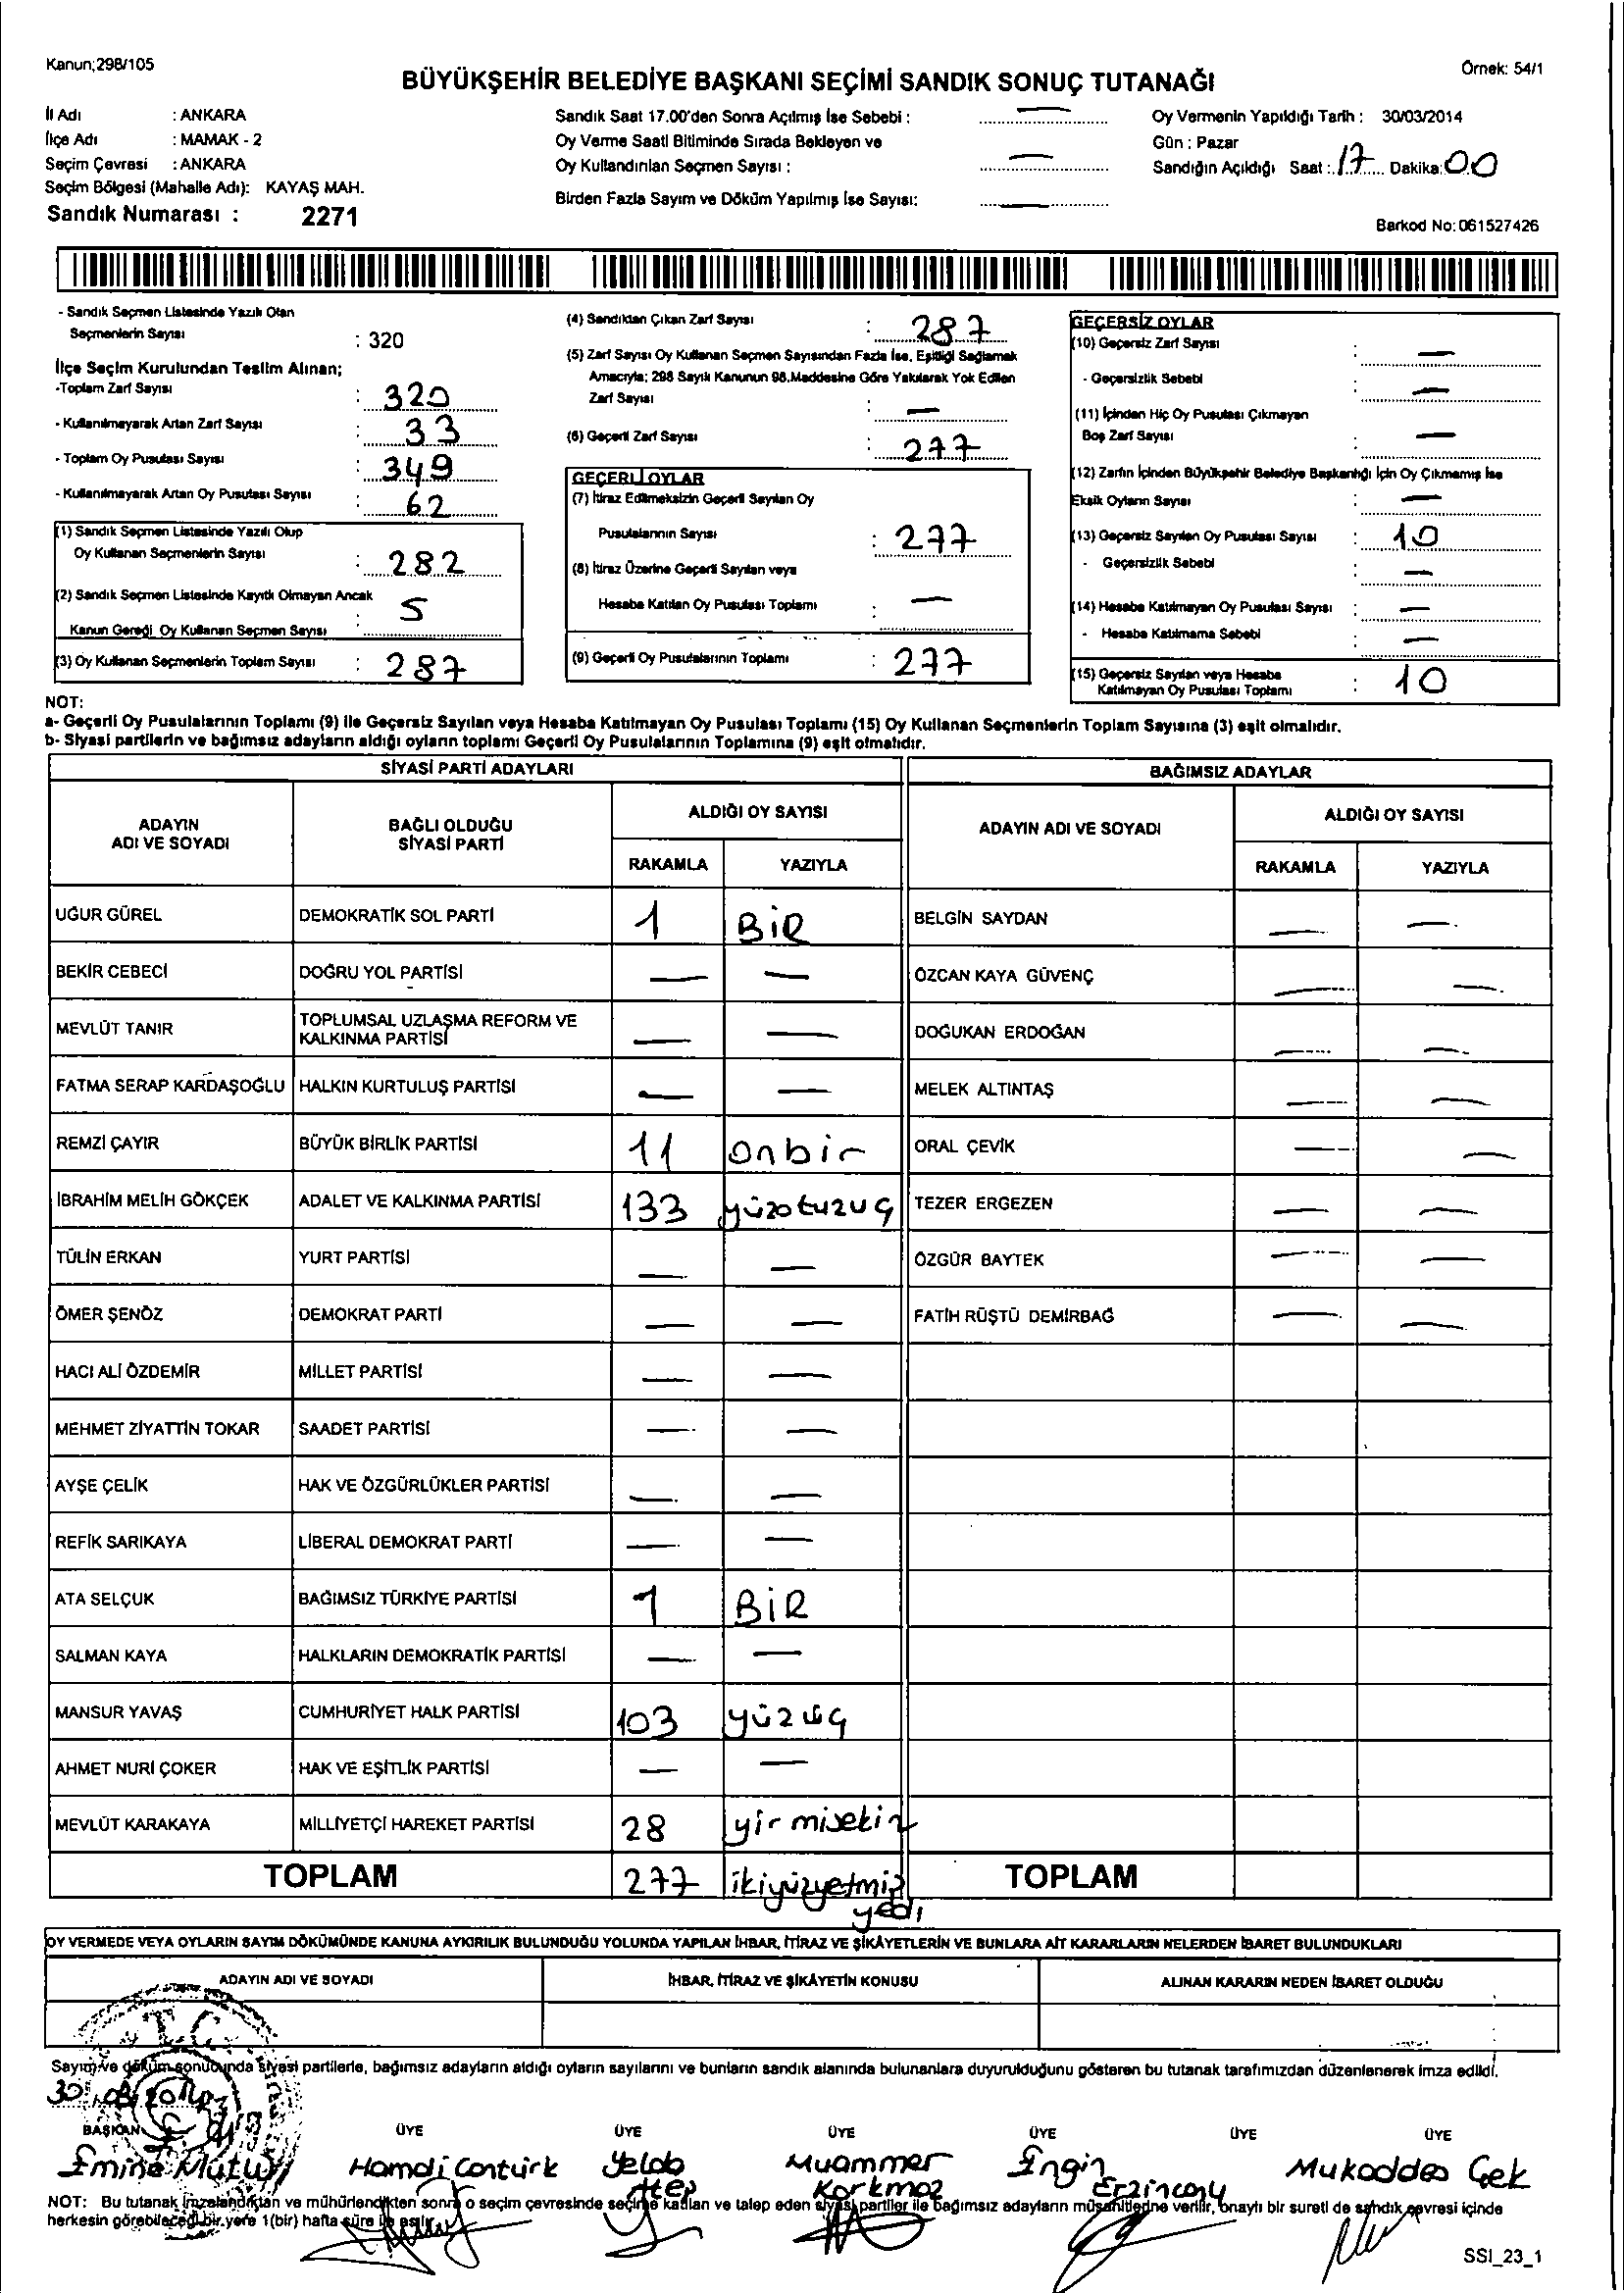 Kanun;298/105
Örnek: 54/1
BÜYÜKŞEHİR BELEDİYE BAŞKANI SEÇİMİ SANDIK SONUÇ TUTANAĞI
İl Adı : ANKARA
İlçe Adı : MAMAK - 2
Seçim Çevresi : ANKARA
Seçim Bölgesi (Mahalle Adı): KAYAŞ MAH.
Sandık Numarası : 2271
Sandık Saat 17.00'den Sonra Açılmış İse Sebebi : —
Oy Verme Saati Bitiminde Sırada Bekleyen ve
Oy Kullandırılan Seçmen Sayısı : —
Birden Fazla Sayım ve Döküm Yapılmış İse Sayısı: —
Oy Vermenin Yapıldığı Tarih : 30/03/2014
Gün : Pazar
Sandığın Açıldığı Saat : 17 Dakika: 00
Barkod No: 061527426
- Sandık Seçmen Listesinde Yazılı Olan
Seçmenlerin Sayısı : 320
İlçe Seçim Kurulundan Teslim Alınan;
-Toplam Zarf Sayısı : 320
- Kullanılmayarak Artan Zarf Sayısı : 33
- Toplam Oy Pusulası Sayısı : 349
- Kullanılmayarak Artan Oy Pusulası Sayısı : 62
(1) Sandık Seçmen Listesinde Yazılı Olup
Oy Kullanan Seçmenlerin Sayısı : 282
(2) Sandık Seçmen Listesinde Kayıtlı Olmayan Ancak
Kanun Gereği Oy Kullanan Seçmen Sayısı : 5
(3) Oy Kullanan Seçmenlerin Toplam Sayısı : 287
(4) Sandıktan Çıkan Zarf Sayısı : 287
(5) Zarf Sayısı Oy Kullanan Seçmen Sayısından Fazla İse, Eşitliği Sağlamak
Amacıyla; 298 Sayılı Kanunun 98.Maddesine Göre Yakılarak Yok Edilen
Zarf Sayısı : —
(6) Geçerli Zarf Sayısı : 277
GEÇERLİ OYLAR
(7) İtiraz Edilmeksizin Geçerli Sayılan Oy
Pusulalarının Sayısı : 277
(8) İtiraz Üzerine Geçerli Sayılan veya
Hesaba Katılan Oy Pusulası Toplamı : —
(9) Geçerli Oy Pusulalarının Toplamı : 277
GEÇERSİZ OYLAR
(10) Geçersiz Zarf Sayısı : —
- Geçersizlik Sebebi : —
(11) İçinden Hiç Oy Pusulası Çıkmayan
Boş Zarf Sayısı : —
(12) Zarfın İçinden Büyükşehir Belediye Başkanlığı İçin Oy Çıkmamış İse
Eksik Oyların Sayısı : —
(13) Geçersiz Sayılan Oy Pusulası Sayısı : 10
- Geçersizlik Sebebi : —
(14) Hesaba Katılmayan Oy Pusulası Sayısı : —
- Hesaba Katılmama Sebebi : —
(15) Geçersiz Sayılan veya Hesaba
Katılmayan Oy Pusulası Toplamı : 10
NOT:
a- Geçerli Oy Pusulalarının Toplamı (9) ile Geçersiz Sayılan veya Hesaba Katılmayan Oy Pusulası Toplamı (15) Oy Kullanan Seçmenlerin Toplam Sayısına (3) eşit olmalıdır.
b- Siyasi partilerin ve bağımsız adayların aldığı oyların toplamı Geçerli Oy Pusulalarının Toplamına (9) eşit olmalıdır.
SİYASİ PARTİ ADAYLARI BAĞIMSIZ ADAYLAR
ADAYIN ADI VE SOYADI BAĞLI OLDUĞU SİYASİ PARTİ ALDIĞI OY SAYISI ADAYIN ADI VE SOYADI ALDIĞI OY SAYISI
RAKAMLA YAZIYLA RAKAMLA YAZIYLA
UĞUR GÜREL DEMOKRATİK SOL PARTİ 1 BİR BELGİN SAYDAN — —
BEKİR CEBECİ DOĞRU YOL PARTİSİ — — ÖZCAN KAYA GÜVENÇ — —
MEVLÜT TANIR TOPLUMSAL UZLAŞMA REFORM VE KALKINMA PARTİSİ — — DOĞUKAN ERDOĞAN — —
FATMA SERAP KARDAŞOĞLU HALKIN KURTULUŞ PARTİSİ — — MELEK ALTINTAŞ — —
REMZİ ÇAYIR BÜYÜK BİRLİK PARTİSİ 11 onbir ORAL ÇEVİK — —
İBRAHİM MELİH GÖKÇEK ADALET VE KALKINMA PARTİSİ 133 yüzotuzuç TEZER ERGEZEN — —
TÜLİN ERKAN YURT PARTİSİ — — ÖZGÜR BAYTEK — —
ÖMER ŞENÖZ DEMOKRAT PARTİ — — FATİH RÜŞTÜ DEMİRBAĞ — —
HACI ALİ ÖZDEMİR MİLLET PARTİSİ — —
MEHMET ZİYATTİN TOKAR SAADET PARTİSİ — —
AYŞE ÇELİK HAK VE ÖZGÜRLÜKLER PARTİSİ — —
REFİK SARIKAYA LİBERAL DEMOKRAT PARTİ — —
ATA SELÇUK BAĞIMSIZ TÜRKİYE PARTİSİ 1 BİR
SALMAN KAYA HALKLARIN DEMOKRATİK PARTİSİ — —
MANSUR YAVAŞ CUMHURİYET HALK PARTİSİ 103 yüzüç
AHMET NURİ ÇOKER HAK VE EŞİTLİK PARTİSİ — —
MEVLÜT KARAKAYA MİLLİYETÇİ HAREKET PARTİSİ 28 yirmisekiz
TOPLAM 277 ikiyüzyetmiş yedi TOPLAM
OY VERMEDE VEYA OYLARIN SAYIM DÖKÜMÜNDE KANUNA AYKIRILIK BULUNDUĞU YOLUNDA YAPILAN İHBAR, İTİRAZ VE ŞİKÂYETLERİN VE BUNLARA AİT KARARLARIN NELERDEN İBARET BULUNDUKLARI
ADAYIN ADI VE SOYADI İHBAR, İTİRAZ VE ŞİKÂYETİN KONUSU ALINAN KARARIN NEDEN İBARET OLDUĞU
T.C.
Sayım ve döküm sonucunda siyasi partilerle, bağımsız adayların aldığı oyların sayılarını ve bunların sandık alanında bulunanlara duyurulduğunu gösteren bu tutanak tarafımızdan düzenlenerek imza edildi.
BAŞKAN ÜYE ÜYE ÜYE ÜYE ÜYE ÜYE
Emine Mutlu Hamdi Contürk Yelda Atep Muammer Korkmaz Engin Erzincanlı Mukaddes Çek
NOT: Bu tutanak imzalandıktan ve mühürlendikten sonra o seçim çevresinde seçime katılan ve talep eden siyasi partiler ile bağımsız adayların müşahitlerine verilir, onaylı bir sureti de sandık çevresi içinde
herkesin görebileceği bir yere 1(bir) hafta süre ile asılır.
SSI_23_1